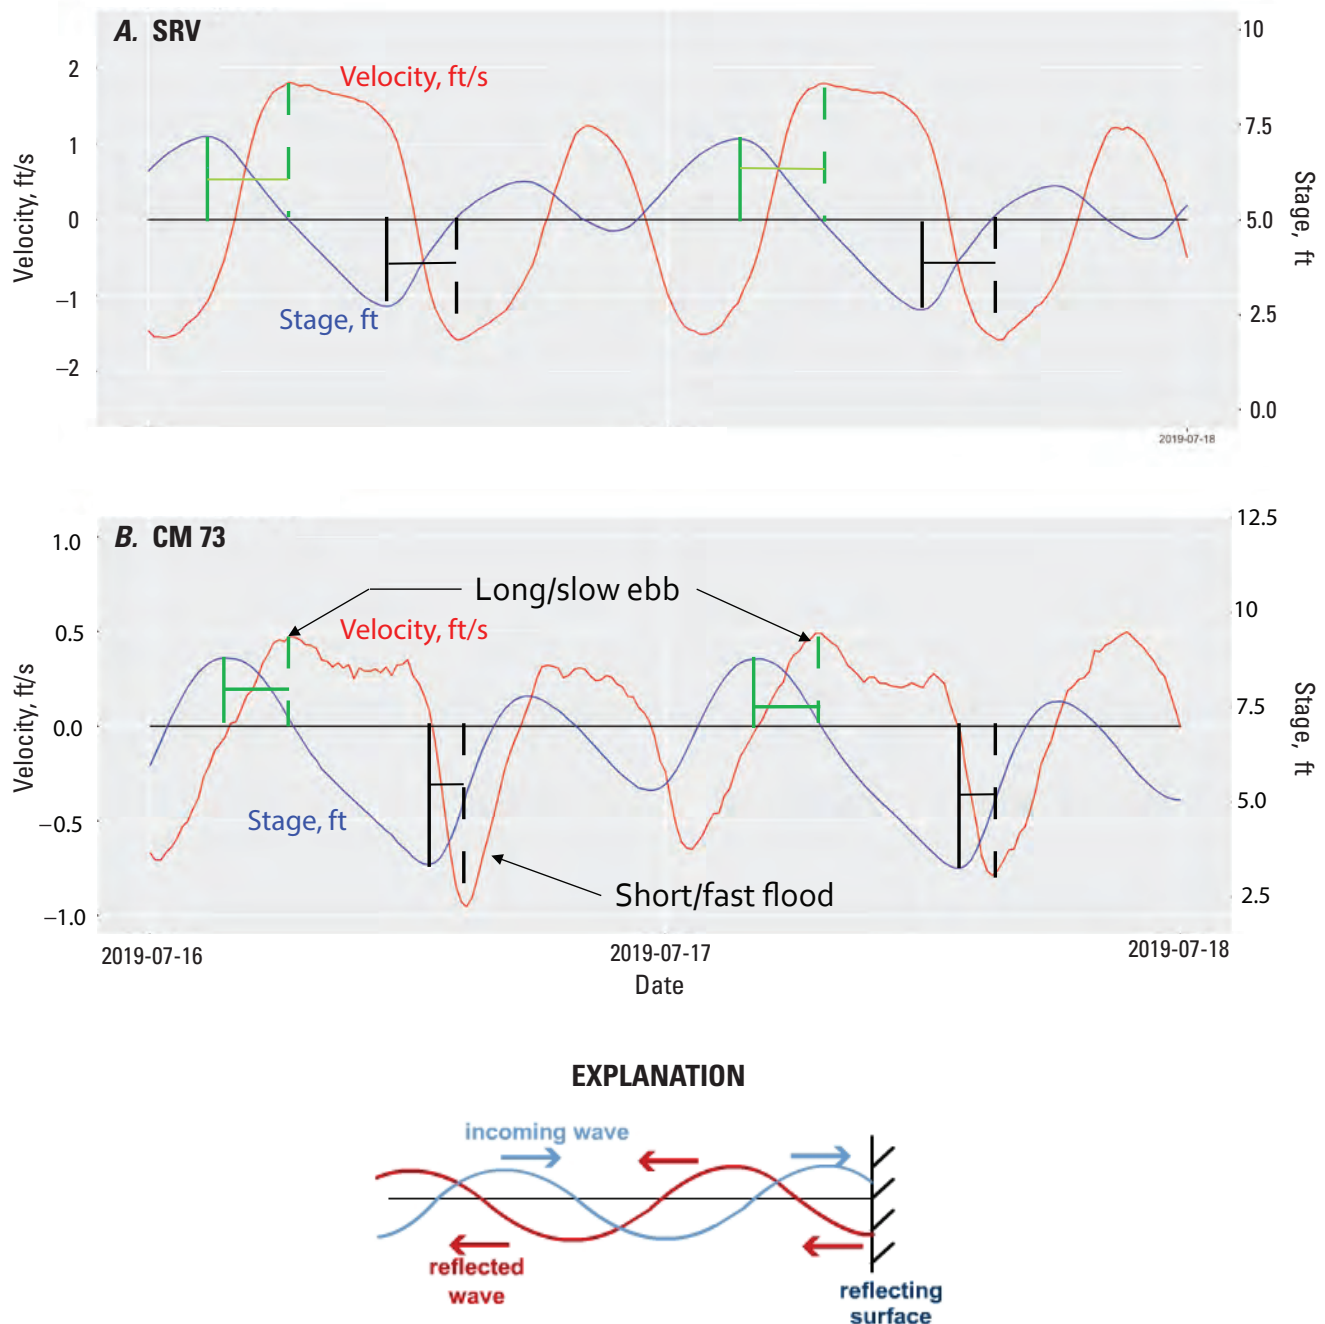 A. SRV
Velocity, ft/s
Stage, ft
2
1
0
−1
−2
Velocity, ft/s
10
7.5
5.0
2.5
0.0
Stage, ft
2019-07-18
B. CM 73
Long/slow ebb
Velocity, ft/s
Stage, ft
Short/fast flood
1.0
0.5
0.0
−0.5
−1.0
Velocity, ft/s
12.5
10
7.5
5.0
2.5
Stage, ft
2019-07-16
2019-07-17
2019-07-18
Date
EXPLANATION
incoming wave
reflected
wave
reflecting
surface